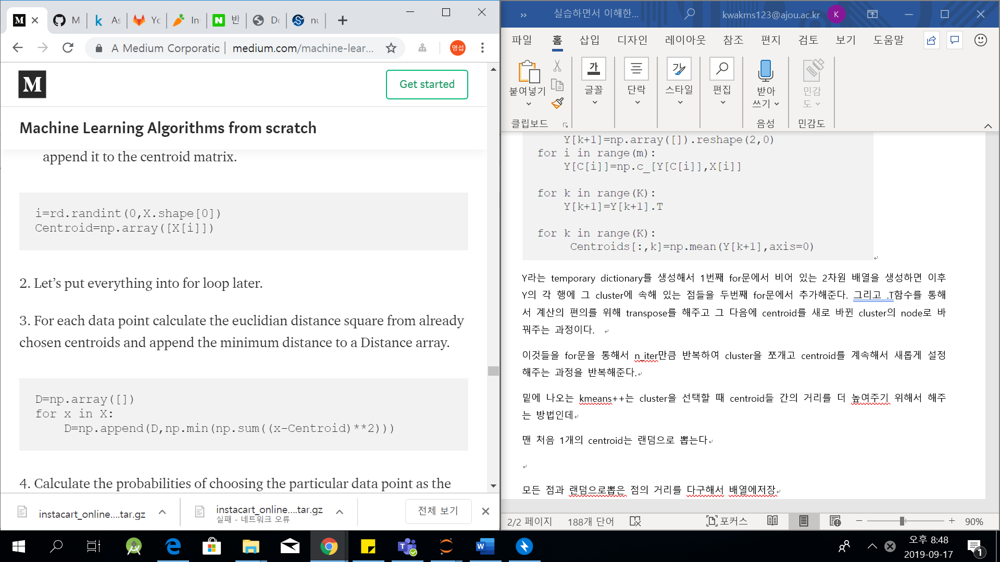 M
As
Yo
In
반
Do
nu
A Medium Corporatio
medium.com/machine-lear...
명섭
M
Get started
Machine Learning Algorithms from scratch
append it to the centroid matrix.
i=rd.randint(0,X.shape[0])
Centroid=np.array([X[i]])
2. Let’s put everything into for loop later.
3. For each data point calculate the euclidian distance square from already
chosen centroids and append the minimum distance to a Distance array.
D=np.array([])
for x in X:
D=np.append(D,np.min(np.sum((x-Centroid)**2)))
4. Calculate the probabilities of choosing the particular data point as the
instacart_online....tar.gz
instacart_online....tar.gz
실패 - 네트워크 오류
전체 보기
실습하면서 이해한...
kwakms123@ajou.ac.kr
K
파일 홈 삽입 디자인 레이아웃 참조 편지 검토 보기 도움말
붙여넣기
가
글꼴
단락
스타일
편집
받아
쓰기
민감
도
클립보드
음성
민감도
Y[k+1]=np.array([]).reshape(2,0)
for i in range(m):
Y[C[i]]=np.c_[Y[C[i]],X[i]]
for k in range(K):
Y[k+1]=Y[k+1].T
for k in range(K):
Centroids[:,k]=np.mean(Y[k+1],axis=0)
Y라는 temporary dictionary를 생성해서 1번째 for문에서 비어 있는 2차원 배열을 생성하면 이후
Y의 각 행에 그 cluster에 속해 있는 점들을 두번째 for문에서 추가해준다. 그리고 .T함수를 통해
서 계산의 편의를 위해 transpose를 해주고 그 다음에 centroid를 새로 바뀐 cluster의 node로 바
꿔주는 과정이다.
이것들을 for문을 통해서 n_iter만큼 반복하여 cluster을 쪼개고 centroid를 계속해서 새롭게 설정
해주는 과정을 반복해준다.
밑에 나오는 kmeans++는 cluster을 선택할 때 centroid들 간의 거리를 더 높여주기 위해서 해주
는 방법인데
맨 처음 1개의 centroid는 랜덤으로 뽑는다
모든 점과 랜덤으로뽑은 점의 거리를 다구해서 배열에저장
2/2 페이지
188개 단어
포커스
90%
오후 8:48
2019-09-17
1